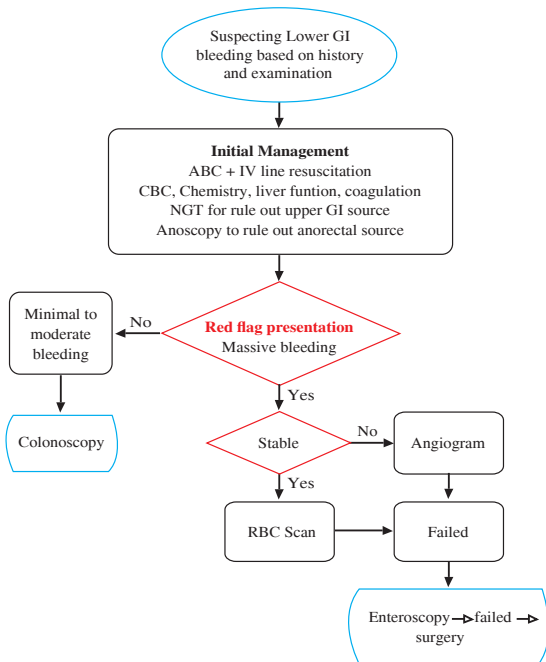 Suspecting Lower GI
bleeding based on history
and examination
Initial Management
ABC + IV line resuscitation
CBC, Chemistry, liver funtion, coagulation
NGT for rule out upper GI source
Anoscopy to rule out anorectal source
Minimal to
moderate
bleeding
No
Red flag presentation
Massive bleeding
Yes
Colonoscopy
Stable
No
Angiogram
Yes
RBC Scan
Failed
Enteroscopy failed
surgery